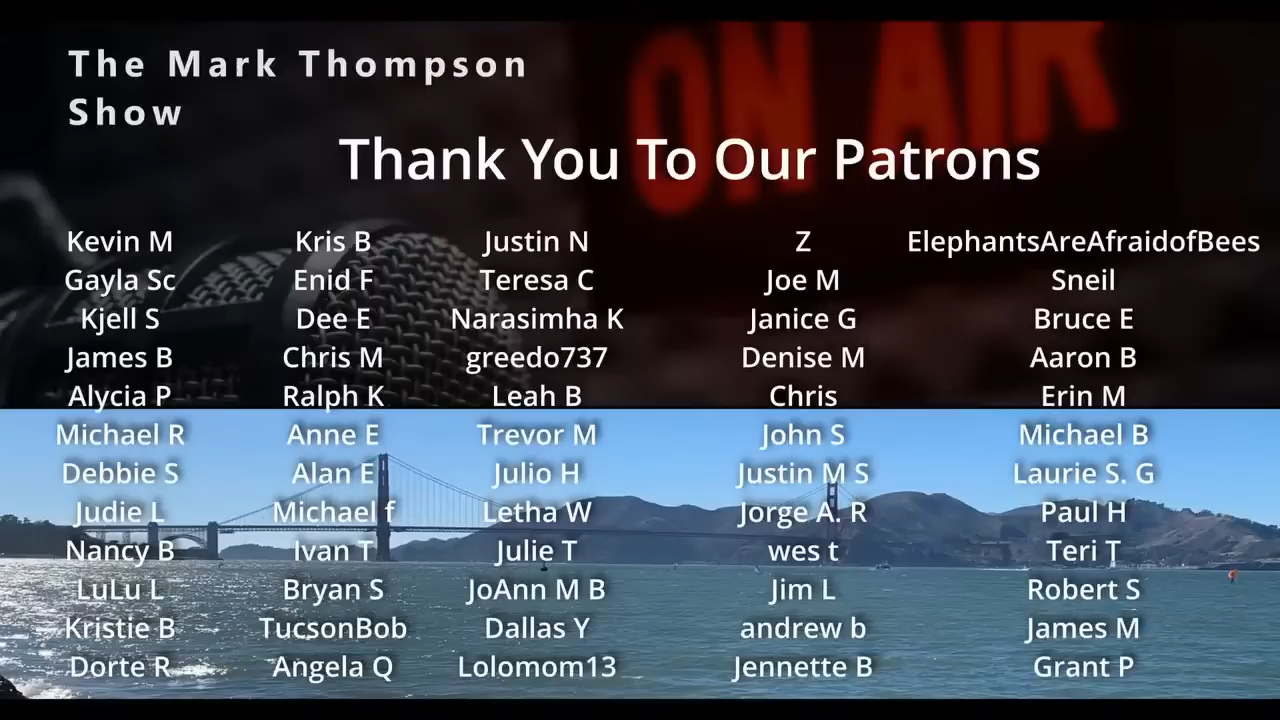 The Mark Thompson
Show
ON AIR
Thank You To Our Patrons
Kevin M Kris B Justin N Z ElephantsAreAfraidofBees
Gayla Sc Enid F Teresa C Joe M Sneil
Kjell S Dee E Narasimha K Janice G Bruce E
James B Chris M greedo737 Denise M Aaron B
Alycia P Ralph K Leah B Chris Erin M
Michael R Anne E Trevor M John S Michael B
Debbie S Alan E Julio H Justin M S Laurie S. G
Judie L Michael f Letha W Jorge A. R Paul H
Nancy B Ivan T Julie T wes t Teri T
LuLu L Bryan S JoAnn M B Jim L Robert S
Kristie B TucsonBob Dallas Y andrew b James M
Dorte R Angela Q Lolomom13 Jennette B Grant P